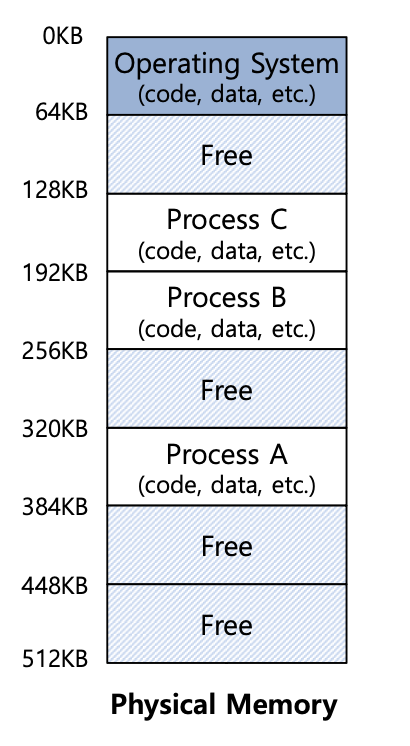 0KB
Operating System
(code, data, etc.)
64KB
Free
128KB
Process C
(code, data, etc.)
192KB
Process B
(code, data, etc.)
256KB
Free
320KB
Process A
(code, data, etc.)
384KB
Free
448KB
Free
512KB
Physical Memory